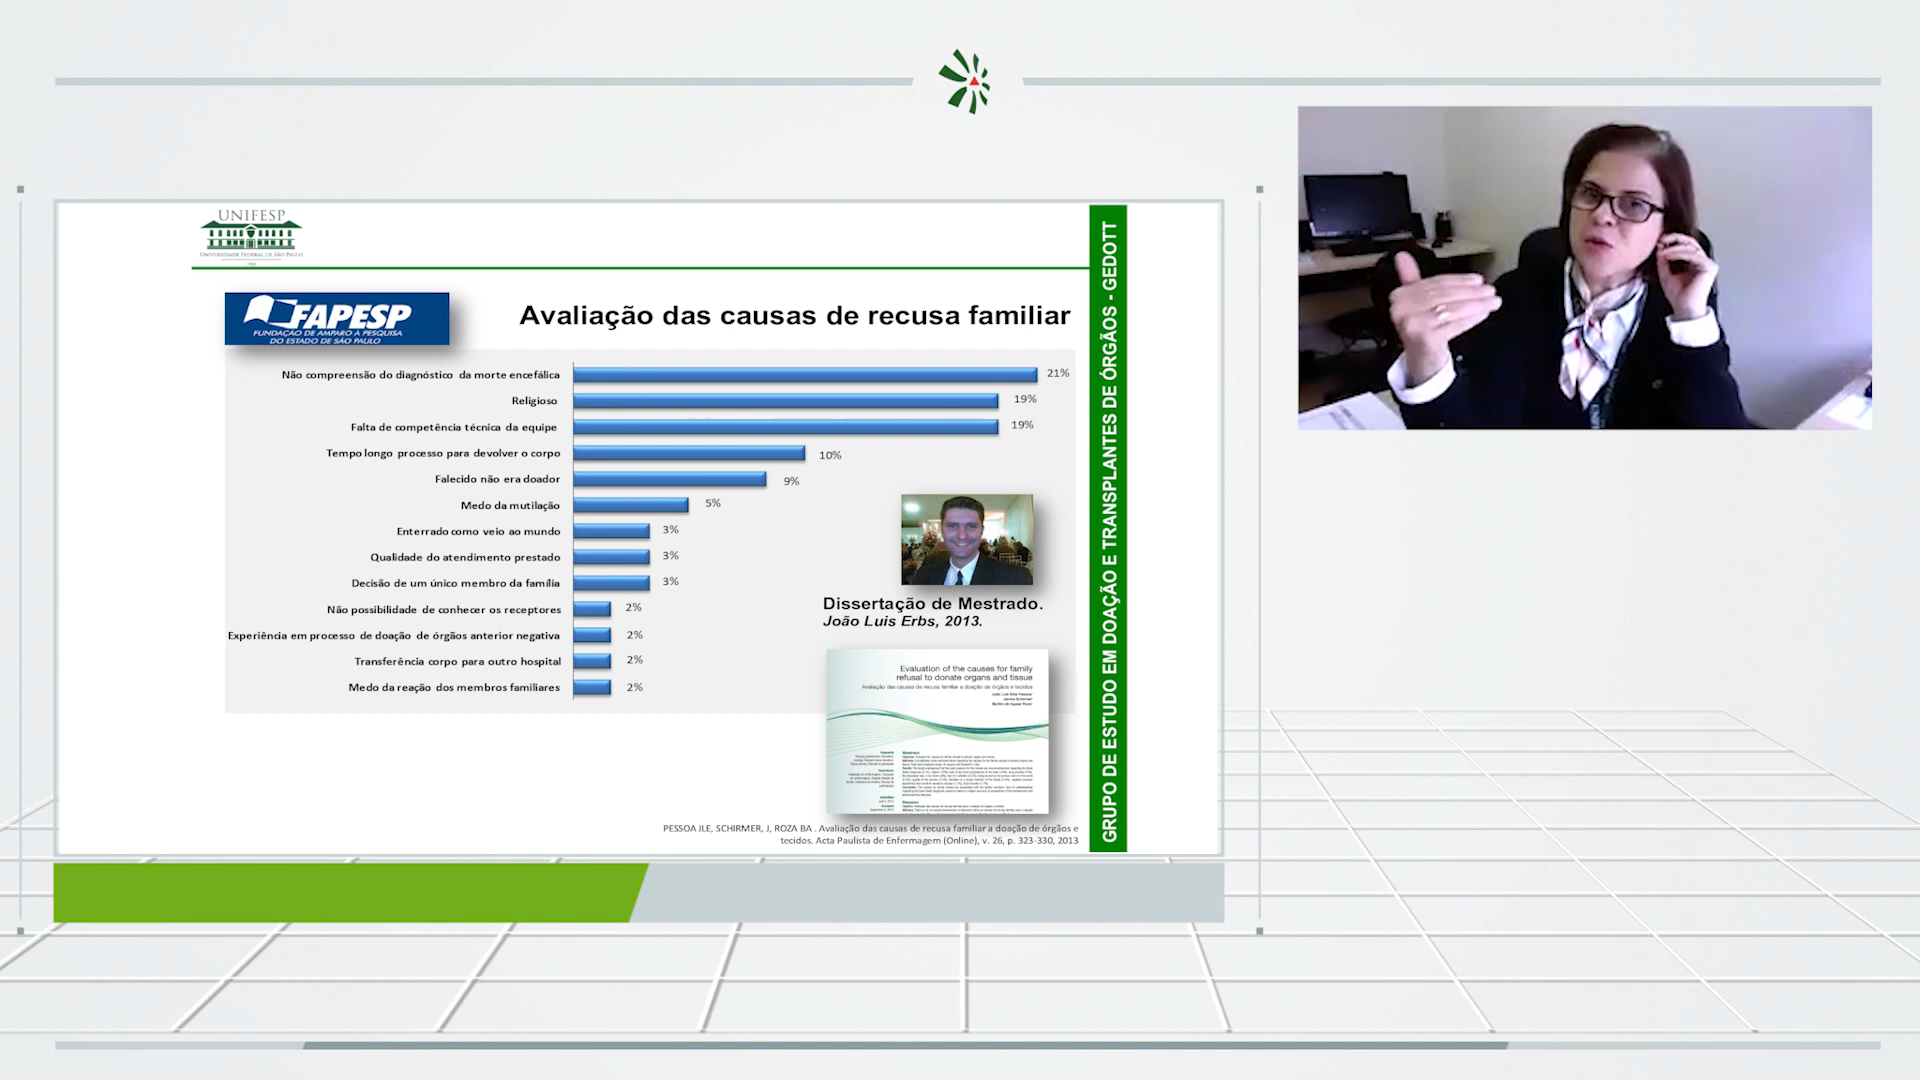 UNIFESP
UNIVERSIDADE FEDERAL DE SÃO PAULO
FAPESP
FUNDAÇÃO DE AMPARO A PESQUISA
DO ESTADO DE SÃO PAULO
Avaliação das causas de recusa familiar
Não compreensão do diagnóstico da morte encefálica 21%
Religioso 19%
Falta de competência técnica da equipe 19%
Tempo longo processo para devolver o corpo 10%
Falecido não era doador 9%
Medo da mutilação 5%
Enterrado como veio ao mundo 3%
Qualidade do atendimento prestado 3%
Decisão de um único membro da família 3%
Não possibilidade de conhecer os receptores 2%
Experiência em processo de doação de órgãos anterior negativa 2%
Transferência corpo para outro hospital 2%
Medo da reação dos membros familiares 2%
Dissertação de Mestrado.
João Luis Erbs, 2013.
Evaluation of the causes for family
refusal to donate organs and tissue
Avaliação das causas de recusa familiar a doação de órgãos e tecidos
PESSOA JLE, SCHIRMER, J, ROZA BA . Avaliação das causas de recusa familiar a doação de órgãos e
tecidos. Acta Paulista de Enfermagem (Online), v. 26, p. 323-330, 2013
GRUPO DE ESTUDO EM DOAÇÃO E TRANSPLANTES DE ÓRGÃOS - GEDOTT